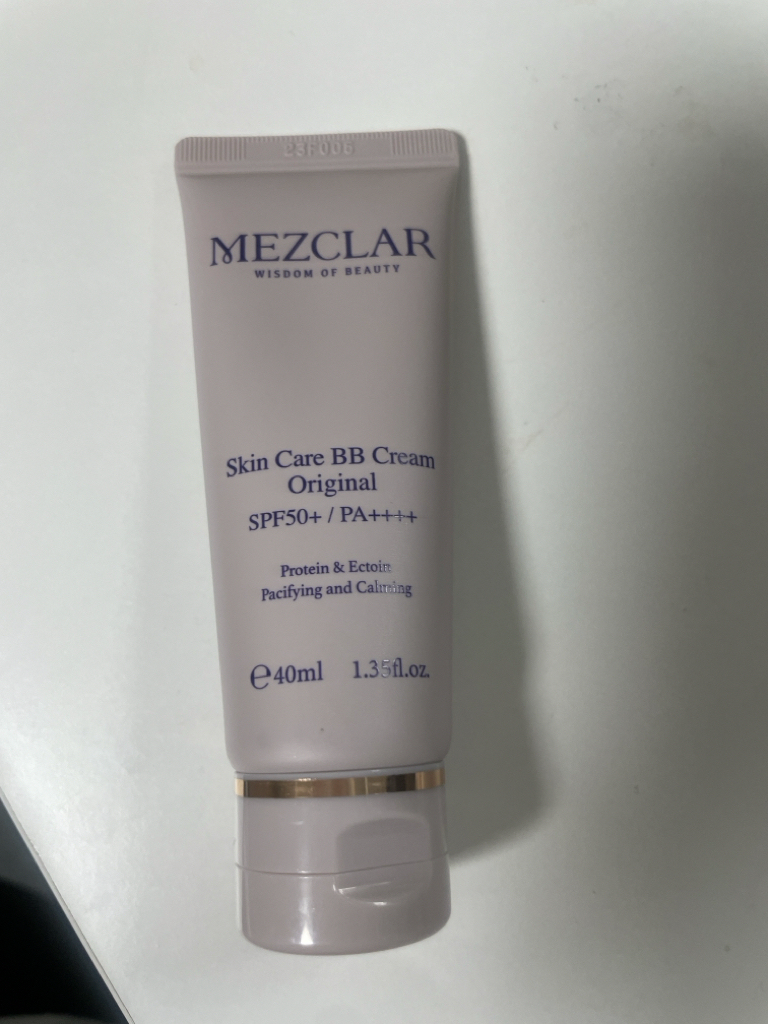 23F006
MEZCLAR
WISDOM OF BEAUTY
Skin Care BB Cream
Original
SPF50+ / PA++++
Protein & Ectoin
Pacifying and Calming
℮40ml 1.35fl.oz.